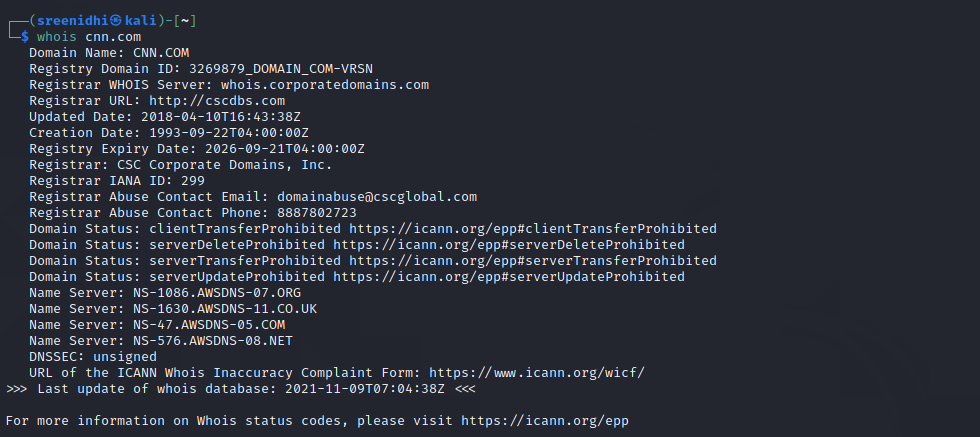 (sreenidhi㉿kali)-[~]
$ whois cnn.com
Domain Name: CNN.COM
Registry Domain ID: 3269879_DOMAIN_COM-VRSN
Registrar WHOIS Server: whois.corporatedomains.com
Registrar URL: http://cscdbs.com
Updated Date: 2018-04-10T16:43:38Z
Creation Date: 1993-09-22T04:00:00Z
Registry Expiry Date: 2026-09-21T04:00:00Z
Registrar: CSC Corporate Domains, Inc.
Registrar IANA ID: 299
Registrar Abuse Contact Email: domainabuse@cscglobal.com
Registrar Abuse Contact Phone: 8887802723
Domain Status: clientTransferProhibited https://icann.org/epp#clientTransferProhibited
Domain Status: serverDeleteProhibited https://icann.org/epp#serverDeleteProhibited
Domain Status: serverTransferProhibited https://icann.org/epp#serverTransferProhibited
Domain Status: serverUpdateProhibited https://icann.org/epp#serverUpdateProhibited
Name Server: NS-1086.AWSDNS-07.ORG
Name Server: NS-1630.AWSDNS-11.CO.UK
Name Server: NS-47.AWSDNS-05.COM
Name Server: NS-576.AWSDNS-08.NET
DNSSEC: unsigned
URL of the ICANN Whois Inaccuracy Complaint Form: https://www.icann.org/wicf/
>>> Last update of whois database: 2021-11-09T07:04:38Z <<<
For more information on Whois status codes, please visit https://icann.org/epp